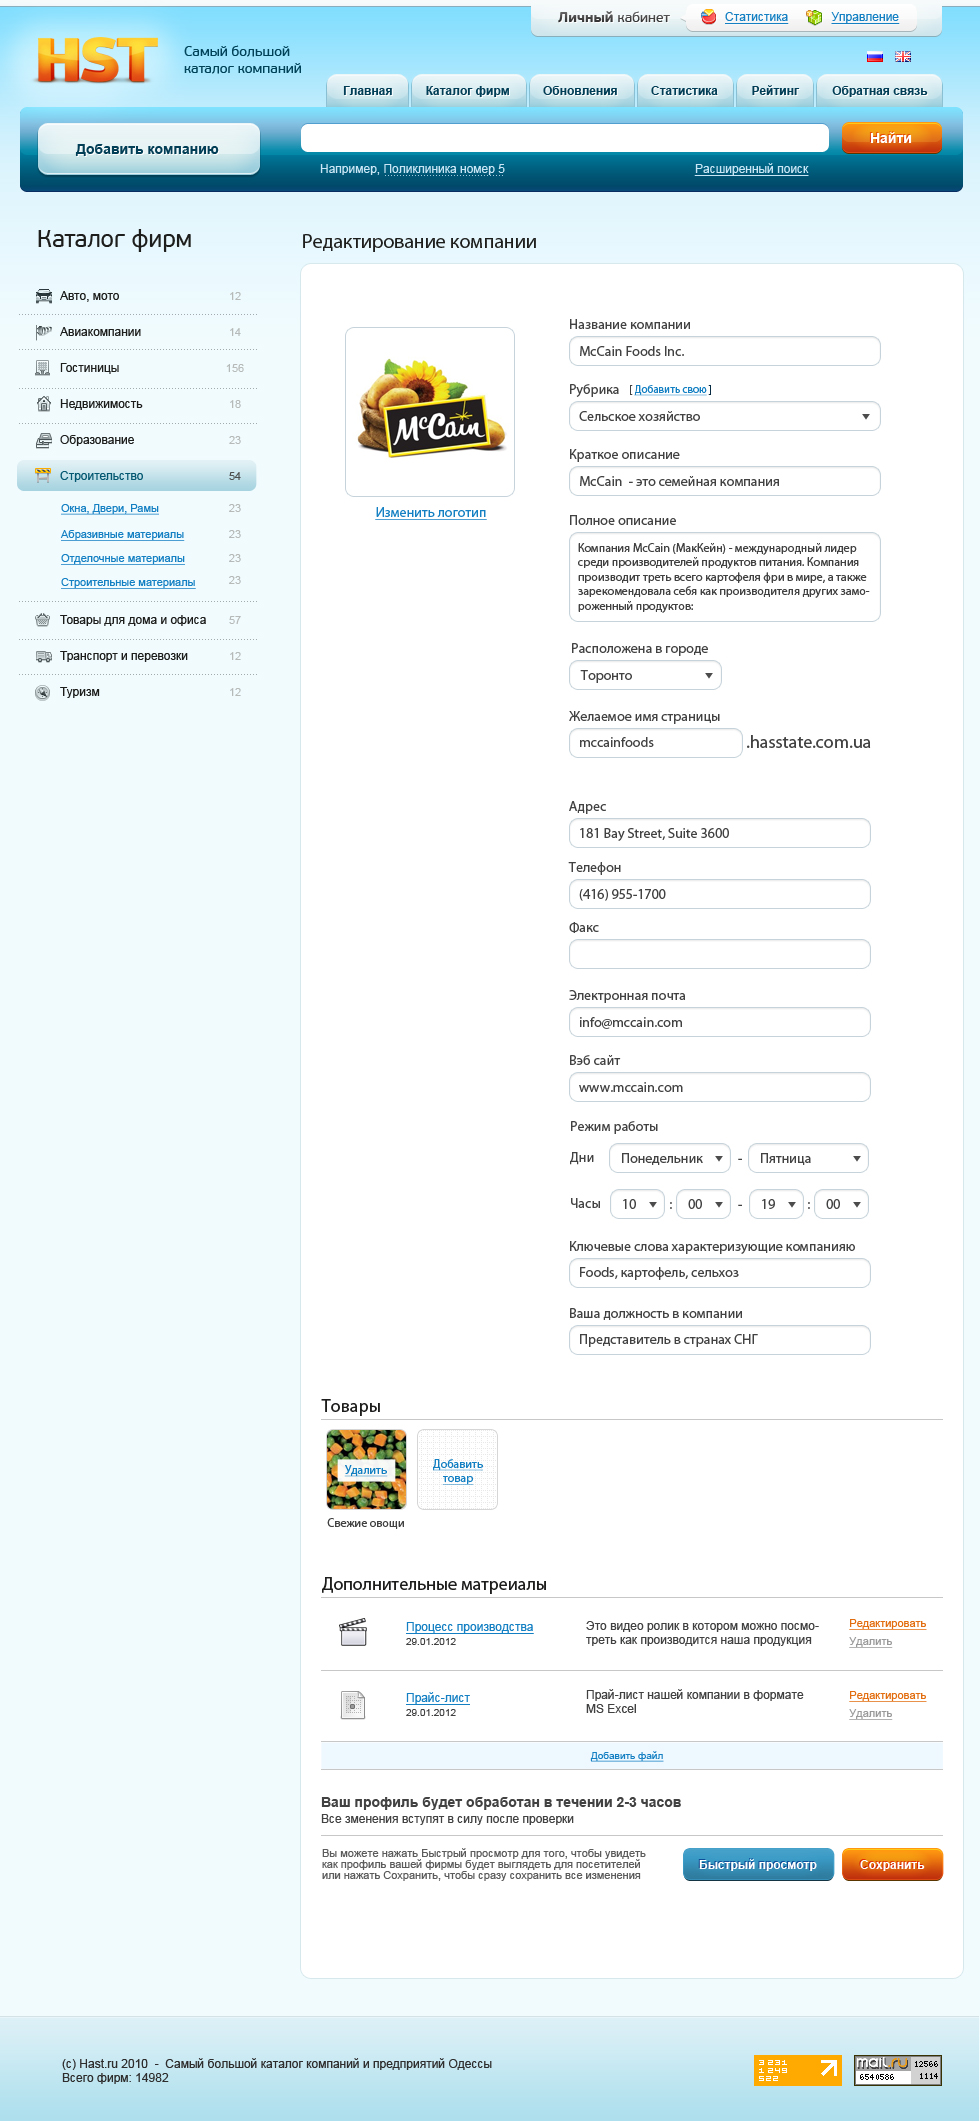 Личный кабинет
Статистика
Управление
HST
Самый большой
каталог компаний
Главная
Каталог фирм
Обновления
Статистика
Рейтинг
Обратная связь
Добавить компанию
Найти
Например, Поликлиника номер 5
Расширенный поиск
Каталог фирм
Авто, мото 12
Авиакомпании 14
Гостиницы 156
Недвижимость 18
Образование 23
Строительство 54
Окна, Двери, Рамы 23
Абразивные материалы 23
Отделочные материалы 23
Строительные материалы 23
Товары для дома и офиса 57
Транспорт и перевозки 12
Туризм 12
Редактирование компании
McCain
Изменить логотип
Название компании
McCain Foods Inc.
Рубрика [ Добавить свою ]
Сельское хозяйство
Краткое описание
McCain - это семейная компания
Полное описание
Компания McCain (МакКейн) - международный лидер
среди производителей продуктов питания. Компания
производит треть всего картофеля фри в мире, а также
зарекомендовала себя как производителя других замо-
роженный продуктов:
Расположена в городе
Торонто
Желаемое имя страницы
mccainfoods .hasstate.com.ua
Адрес
181 Bay Street, Suite 3600
Телефон
(416) 955-1700
Факс
Электронная почта
info@mccain.com
Вэб сайт
www.mccain.com
Режим работы
Дни Понедельник - Пятница
Часы 10 : 00 - 19 : 00
Ключевые слова характеризующие компанияю
Foods, картофель, сельхоз
Ваша должность в компании
Представитель в странах СНГ
Товары
Удалить
Добавить
товар
Свежие овощи
Дополнительные матреиалы
Процесс производства
29.01.2012
Это видео ролик в котором можно посмо-
треть как производится наша продукция
Редактировать
Удалить
Прайс-лист
29.01.2012
Прай-лист нашей компании в формате
MS Excel
Редактировать
Удалить
Добавить файл
Ваш профиль будет обработан в течении 2-3 часов
Все зменения вступят в силу после проверки
Вы можете нажать Быстрый просмотр для того, чтобы увидеть
как профиль вашей фирмы будет выглядеть для посетителей
или нажать Сохранить, чтобы сразу сохранить все изменения
Быстрый просмотр
Сохранить
(c) Hast.ru 2010 - Самый большой каталог компаний и предприятий Одессы
Всего фирм: 14982
3 231
1 249
522
mail.ru 12566
6540586 1114